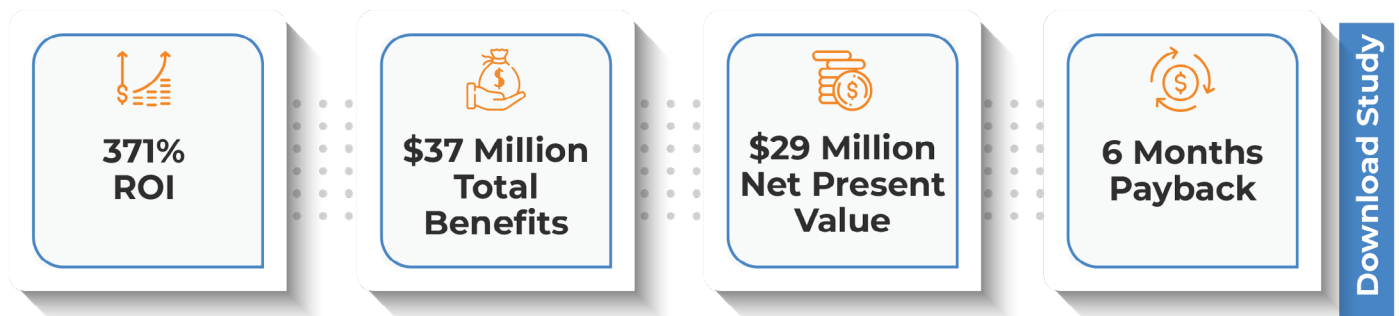 371%
ROI
$37 Million
Total
Benefits
$29 Million
Net Present
Value
6 Months
Payback
Download Study